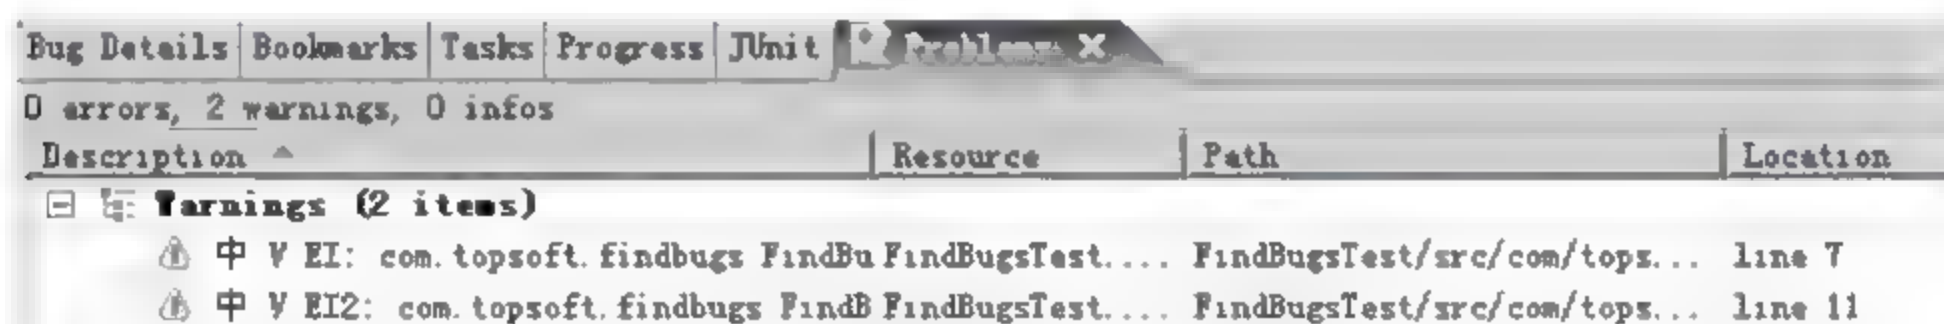 Bug Details Bookmarks Tasks Progress JUnit Problems
0 errors, 2 warnings, 0 infos
Description Resource Path Location
Warnings (2 items)
中 V EI: com.topsoft.findbugs FindBu FindBugsTest.... FindBugsTest/src/com/tops... line 7
中 V EI2: com.topsoft.findbugs FindB FindBugsTest.... FindBugsTest/src/com/tops... line 11